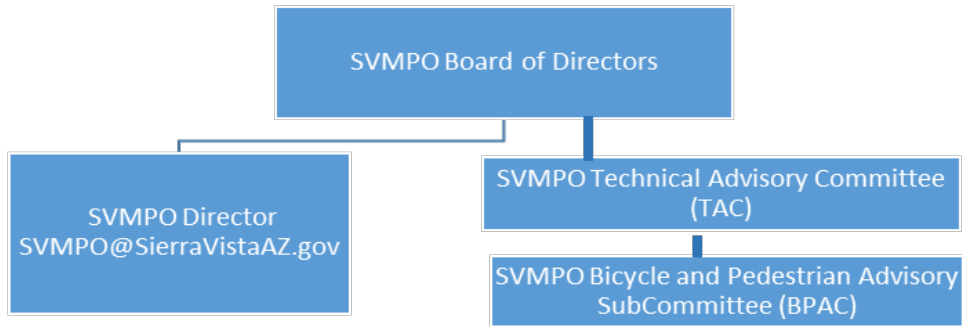 SVMPO Board of Directors
SVMPO Director
SVMPO@SierraVistaAZ.gov
SVMPO Technical Advisory Committee
(TAC)
SVMPO Bicycle and Pedestrian Advisory
SubCommittee (BPAC)